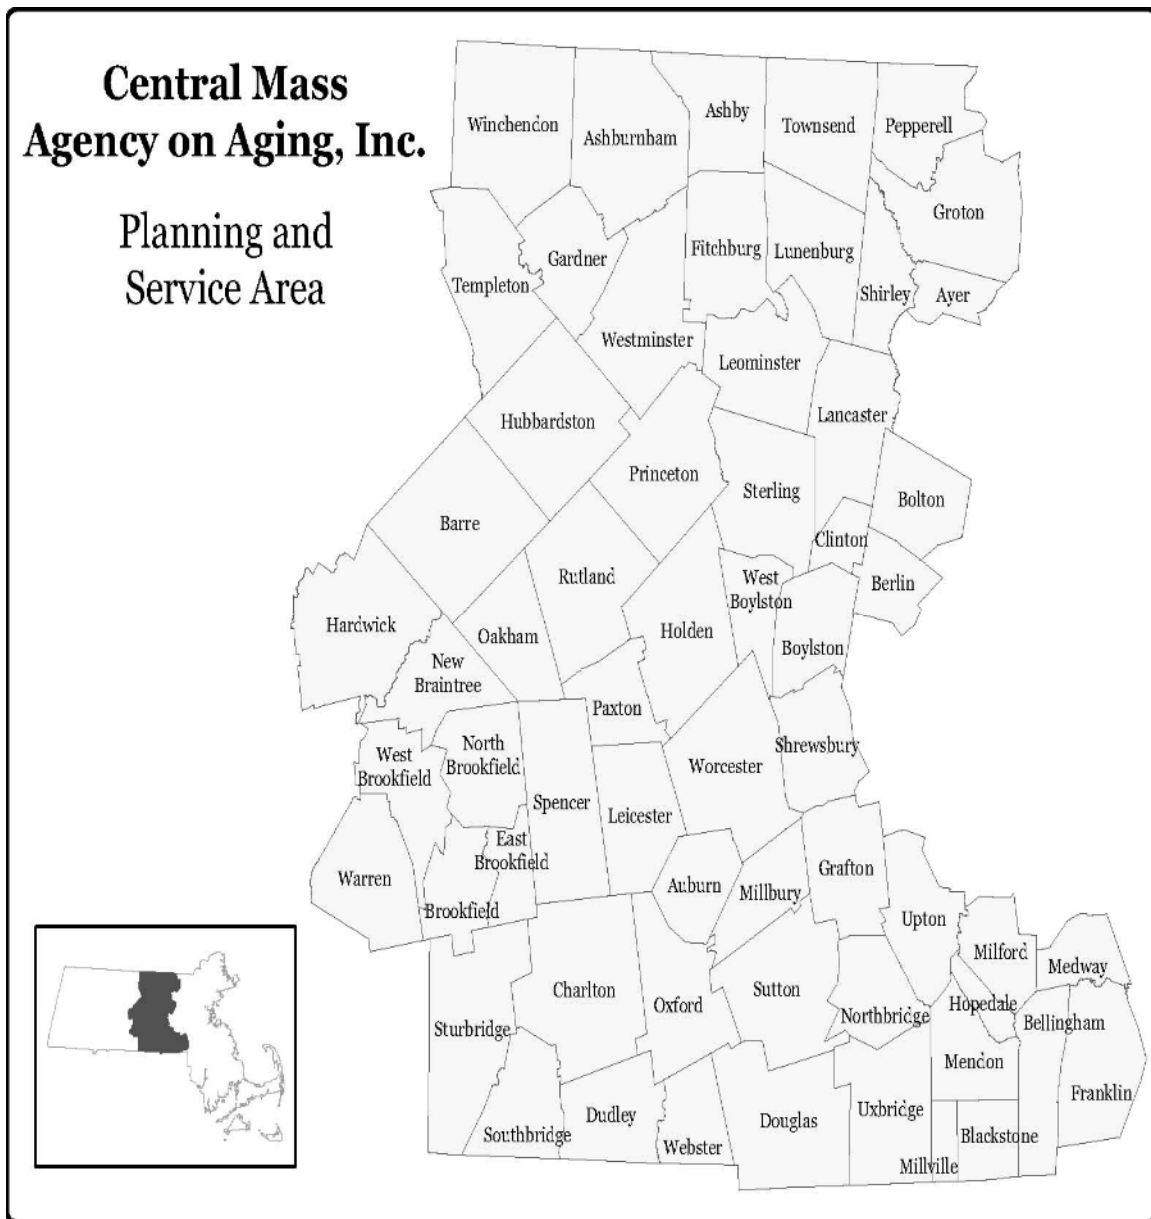 Central Mass
Agency on Aging, Inc.
Planning and
Service Area
Winchendon
Ashburnham
Ashby
Townsend
Pepperell
Groton
Gardner
Fitchburg
Lunenburg
Templeton
Shirley
Ayer
Westminster
Leominster
Lancaster
Hubbardston
Princeton
Sterling
Bolton
Barre
Clinton
Rutland
West
Boylston
Berlin
Hardwick
Oakham
Holden
Boylston
New
Braintree
Paxton
Shrewsbury
West
Brookfield
North
Brookfield
Worcester
Spencer
Leicester
East
Brookfield
Grafton
Warren
Auburn
Millbury
Brookfield
Upton
Milford
Medway
Charlton
Oxford
Sutton
Hopedale
Northbridge
Bellingham
Sturbridge
Mendon
Franklin
Dudley
Douglas
Uxbridge
Southbridge
Webster
Blackstone
Millville